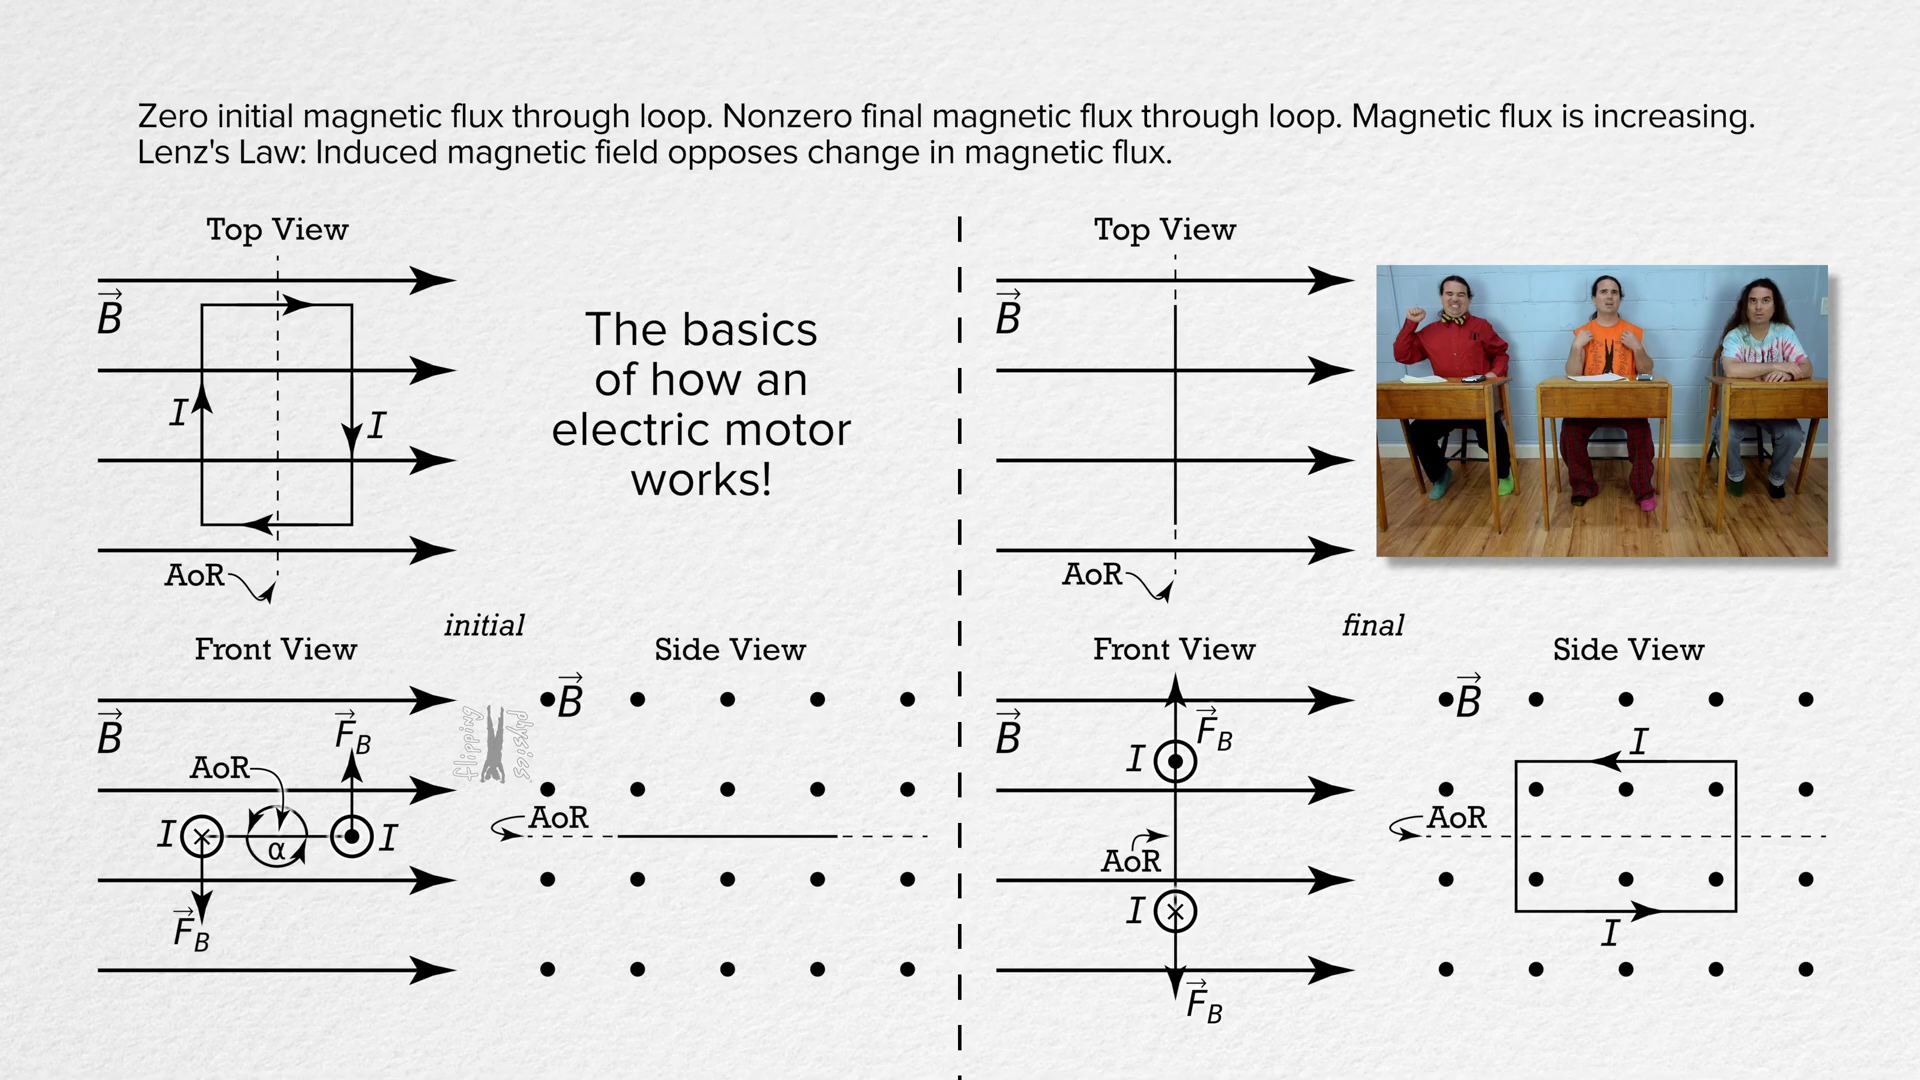 Zero initial magnetic flux through loop. Nonzero final magnetic flux through loop. Magnetic flux is increasing.
Lenz's Law: Induced magnetic field opposes change in magnetic flux.
Top View
B
I
I
AoR
The basics
of how an
electric motor
works!
initial
Front View
B
F_B
AoR
I
α
I
F_B
Side View
B
AoR
flipping
physics
Top View
B
AoR
final
Front View
B
F_B
I
AoR
I
F_B
Side View
B
I
AoR
I